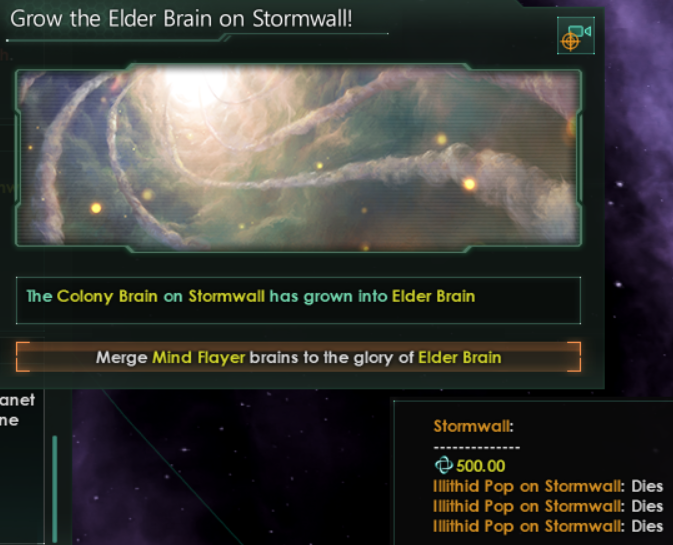 Grow the Elder Brain on Stormwall!
The Colony Brain on Stormwall has grown into Elder Brain
Merge Mind Flayer brains to the glory of Elder Brain
anet
ne
Stormwall:
--------------
500.00
Illithid Pop on Stormwall: Dies
Illithid Pop on Stormwall: Dies
Illithid Pop on Stormwall: Dies